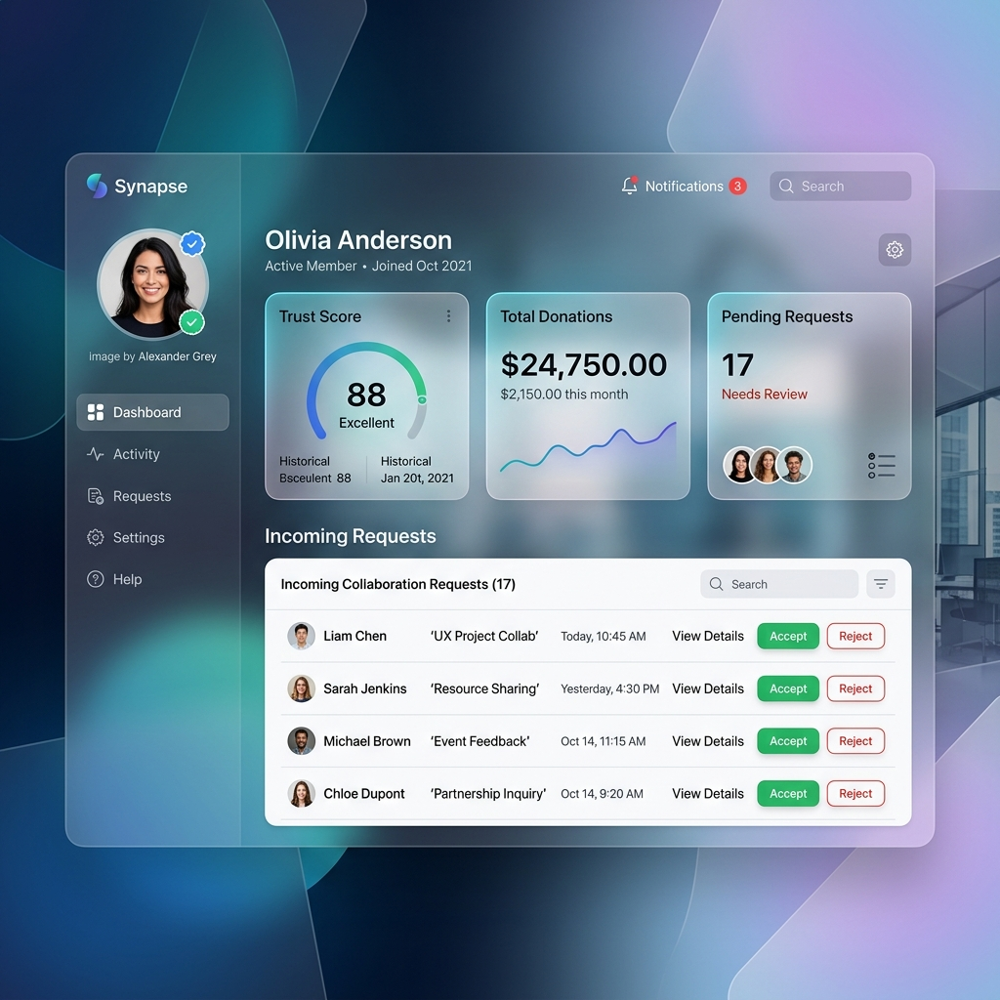 Synapse
Notifications 3
Search
image by Alexander Grey
Dashboard
Activity
Requests
Settings
Help
Olivia Anderson
Active Member • Joined Oct 2021
Trust Score
88
Excellent
Historical
Bsceulent 88
Historical
Jan 20t, 2021
Total Donations
$24,750.00
$2,150.00 this month
Pending Requests
17
Needs Review
Incoming Requests
Incoming Collaboration Requests (17)
Search
Liam Chen ‘UX Project Collab’ Today, 10:45 AM View Details Accept Reject
Sarah Jenkins ‘Resource Sharing’ Yesterday, 4:30 PM View Details Accept Reject
Michael Brown ‘Event Feedback’ Oct 14, 11:15 AM View Details Accept Reject
Chloe Dupont ‘Partnership Inquiry’ Oct 14, 9:20 AM View Details Accept Reject